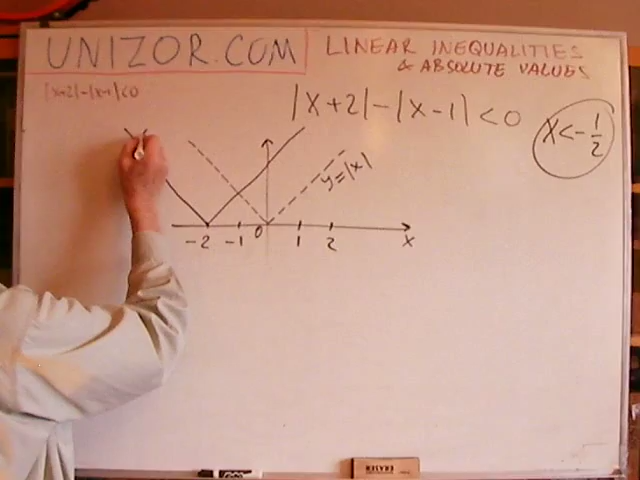 UNIZOR.COM
LINEAR INEQUALITIES
& ABSOLUTE VALUES
|x+2|-|x-1|<0
|X+2|-|X-1|<0
X<-1/2
y=|x|
-2 -1 0 1 2 X
ERASER